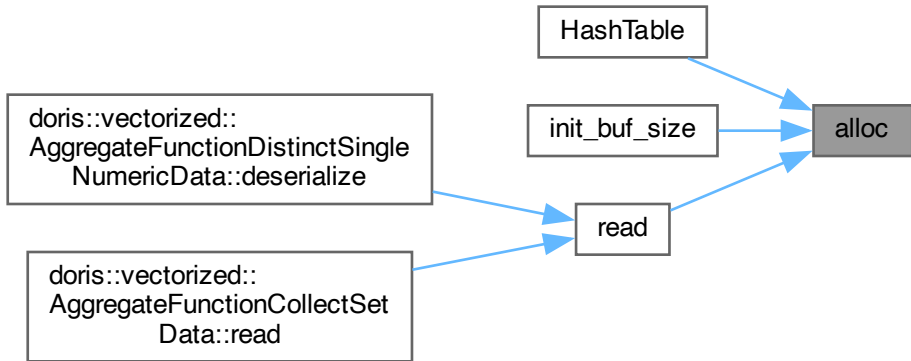 HashTable
init_buf_size
alloc
doris::vectorized::
AggregateFunctionDistinctSingle
NumericData::deserialize
read
doris::vectorized::
AggregateFunctionCollectSet
Data::read